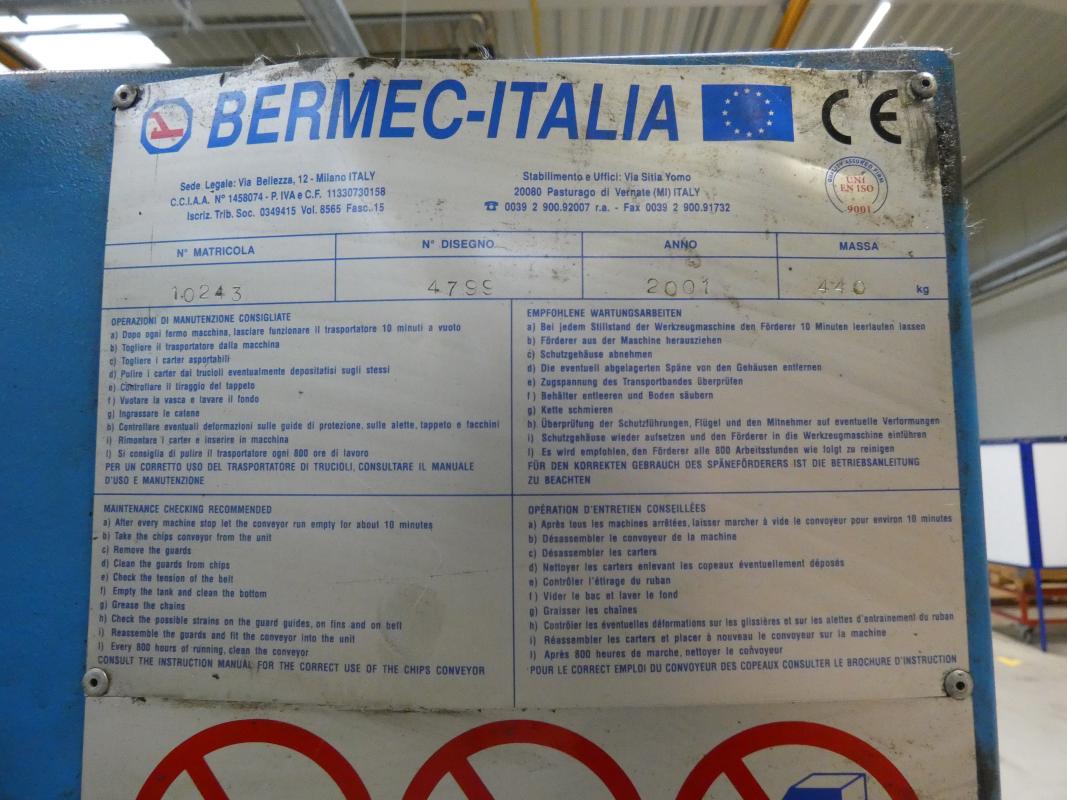 BERMEC-ITALIA
CE
Sede Legale: Via Bellezza, 12 - Milano ITALY
C.C.I.A.A. N° 1458074 - P. IVA e C.F. 11330730158
Iscriz. Trib. Soc. 0349415 Vol. 8565 Fasc. 15
Stabilimento e Uffici: Via Sitia Yomo
20080 Pasturago di Vernate (MI) ITALY
☎ 0039 2 900.92007 r.a. - Fax 0039 2 900.91732
QUALITY ASSURED FIRM
UNI
EN ISO
9001
N° MATRICOLA N° DISEGNO ANNO MASSA
10243 4799 2001 440 kg
OPERAZIONI DI MANUTENZIONE CONSIGLIATE
a) Dopo ogni fermo macchina, lasciare funzionare il trasportatore 10 minuti a vuoto
b) Togliere il trasportatore dalla macchina
c) Togliere i carter asportabili
d) Pulire i carter dai trucioli eventualmente depositatisi sugli stessi
e) Controllare il tiraggio del tappeto
f) Vuotare la vasca e lavare il fondo
g) Ingrassare le catene
h) Controllare eventuali deformazioni sulle guide di protezione, sulle alette, tappeto e facchini
i) Rimontare i carter e inserire in macchina
l) Si consiglia di pulire il trasportatore ogni 800 ore di lavoro
PER UN CORRETTO USO DEL TRASPORTATORE DI TRUCIOLI, CONSULTARE IL MANUALE
D'USO E MANUTENZIONE
EMPFOHLENE WARTUNGSARBEITEN
a) Bei jedem Stillstand der Werkzeugmaschine den Förderer 10 Minuten leerlaufen lassen
b) Förderer aus der Maschine herausziehen
c) Schutzgehäuse abnehmen
d) Die eventuell abgelagerten Späne von den Gehäusen entfernen
e) Zugspannung des Transportbandes überprüfen
f) Behälter entleeren und Boden säubern
g) Kette schmieren
h) Überprüfung der Schutzführungen, Flügel und den Mitnehmer auf eventuelle Verformungen
i) Schutzgehäuse wieder aufsetzen und den Förderer in die Werkzeugmaschine einführen
l) Es wird empfohlen, den Förderer alle 800 Arbeitsstunden wie folgt zu reinigen
FÜR DEN KORREKTEN GEBRAUCH DES SPÄNEFÖRDERERS IST DIE BETRIEBSANLEITUNG
ZU BEACHTEN
MAINTENANCE CHECKING RECOMMENDED
a) After every machine stop let the conveyor run empty for about 10 minutes
b) Take the chips conveyor from the unit
c) Remove the guards
d) Clean the guards from chips
e) Check the tension of the belt
f) Empty the tank and clean the bottom
g) Grease the chains
h) Check the possible strains on the guard guides, on fins and on belt
i) Reassemble the guards and fit the conveyor into the unit
l) Every 800 hours of running, clean the conveyor
CONSULT THE INSTRUCTION MANUAL FOR THE CORRECT USE OF THE CHIPS CONVEYOR
OPÉRATION D'ENTRETIEN CONSEILLÉES
a) Après tous les machines arrêtées, laisser marcher à vide le convoyeur pour environ 10 minutes
b) Désassembler le convoyeur de la machine
c) Désassembler les carters
d) Nettoyer les carters enlevant les copeaux éventuellement déposés
e) Contrôler l'étirage du ruban
f) Vider le bac et laver le fond
g) Graisser les chaînes
h) Contrôler les éventuelles déformations sur les glissières et sur les alettes d'entrainement du ruban
i) Réassembler les carters et placer à nouveau le convoyeur sur la machine
l) Après 800 heures de marche, nettoyer le convoyeur
POUR LE CORRECT EMPLOI DU CONVOYEUR DES COPEAUX CONSULTER LE BROCHURE D'INSTRUCTION